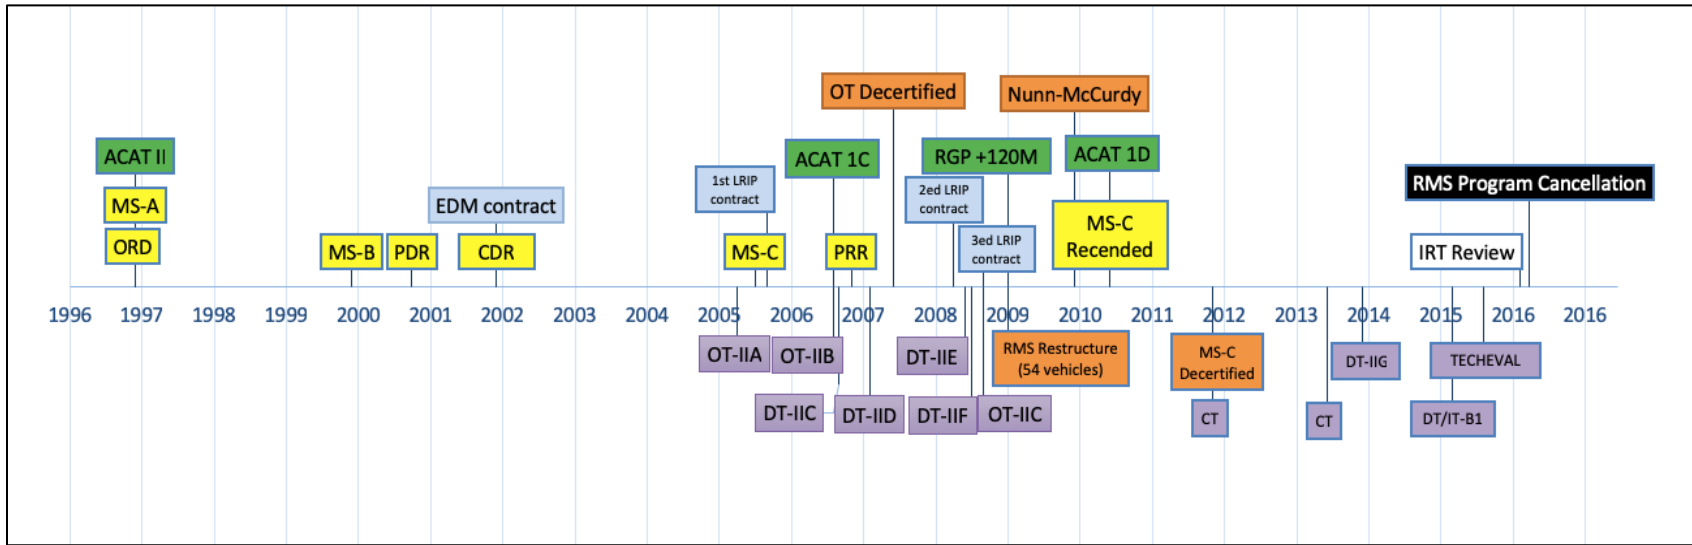 OT Decertified
Nunn-McCurdy
ACAT II
ACAT 1C
RGP +120M
ACAT 1D
RMS Program Cancellation
MS-A
EDM contract
1st LRIP
contract
2ed LRIP
contract
MS-C
Recended
ORD
MS-B
PDR
CDR
MS-C
PRR
3ed LRIP
contract
IRT Review
1996 1997 1998 1999 2000 2001 2002 2003 2004 2005 2006 2007 2008 2009 2010 2011 2012 2013 2014 2015 2016 2016
OT-IIA
OT-IIB
DT-IIE
RMS Restructure
(54 vehicles)
MS-C
Decertified
DT-IIG
TECHEVAL
DT-IIC
DT-IID
DT-IIF
OT-IIC
CT
CT
DT/IT-B1